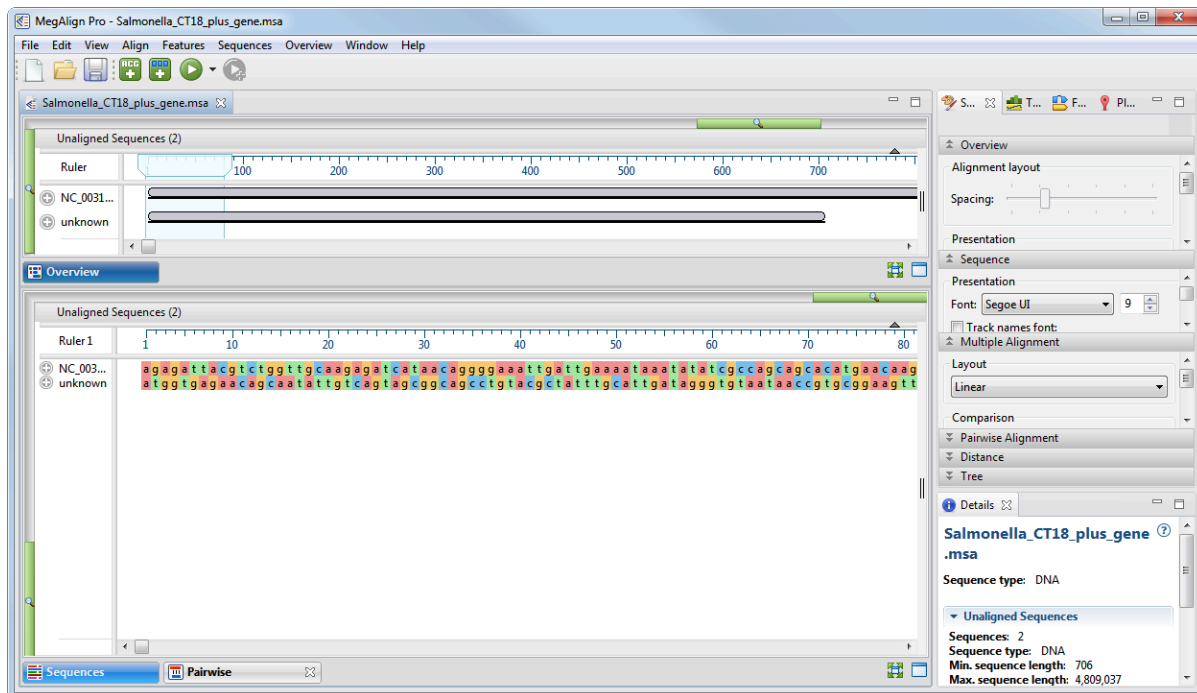 MegAlign Pro - Salmonella_CT18_plus_gene.msa
File Edit View Align Features Sequences Overview Window Help
Salmonella_CT18_plus_gene.msa
Unaligned Sequences (2)
Ruler 100 200 300 400 500 600 700
NC_0031...
unknown
Overview
Unaligned Sequences (2)
Ruler 1 1 10 20 30 40 50 60 70 80
NC_003... agagattacgtctggttgcaagagatcataacaggggaaattgattgaaaataaatatatcgccagcagcacatgaacaag
unknown atggtgagaacagcaatattgtcagtagcggcagcctgtacgctatttgcattgatagggtgtaataaccgtgcggaagtt
Sequences Pairwise
S... T... F... Pl...
Overview
Alignment layout
Spacing:
Presentation
Sequence
Presentation
Font: Segoe UI 9
Track names font:
Multiple Alignment
Layout
Linear
Comparison
Pairwise Alignment
Distance
Tree
Details
Salmonella_CT18_plus_gene
.msa
Sequence type: DNA
Unaligned Sequences
Sequences: 2
Sequence type: DNA
Min. sequence length: 706
Max. sequence length: 4,809,037